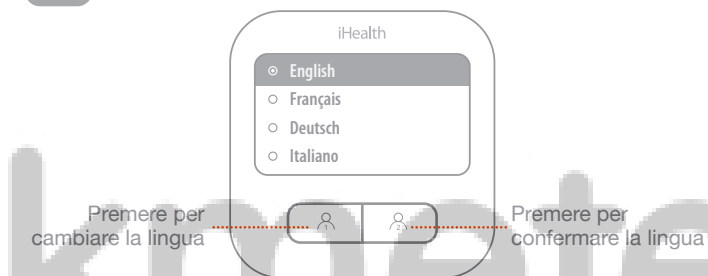 iHealth
English
Français
Deutsch
Italiano
Premere per
cambiare la lingua
1
2
Premere per
confermare la lingua